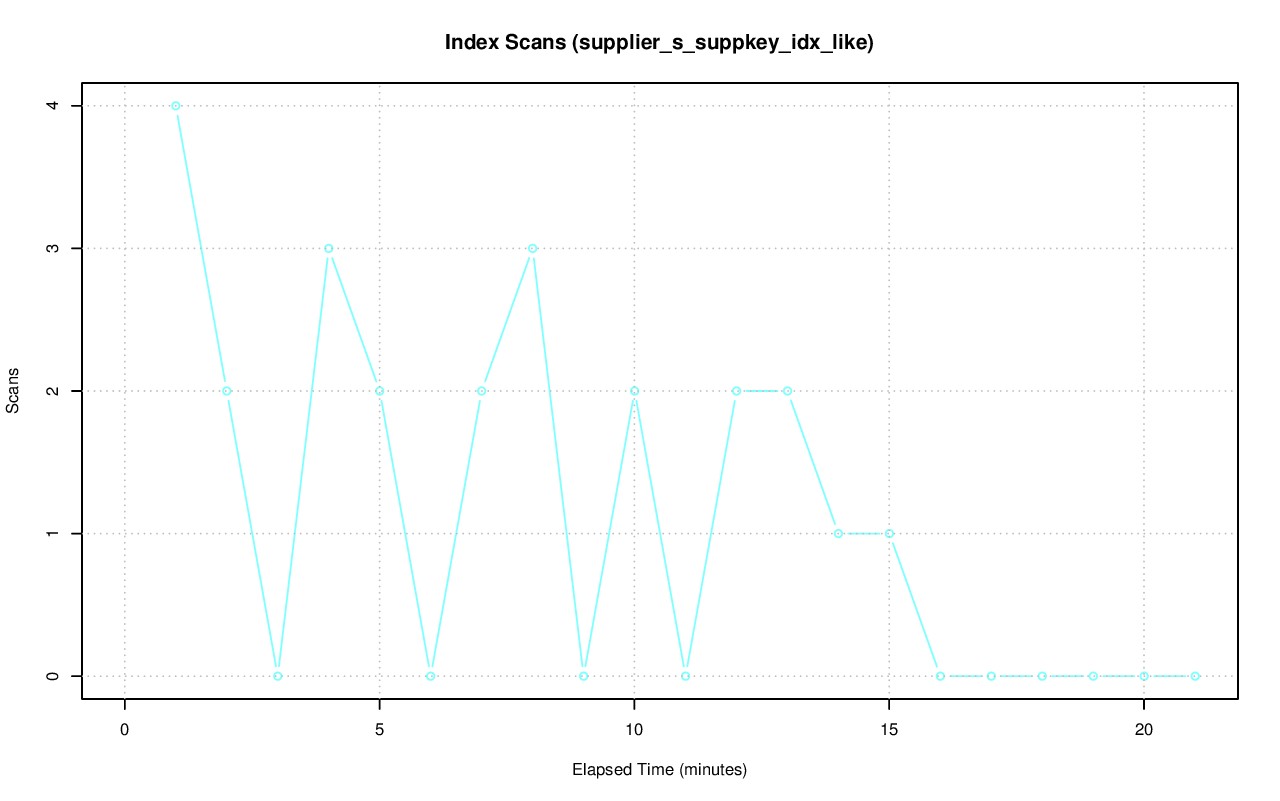 Index Scans (supplier_s_suppkey_idx_like)
4
3
2
1
0
Scans
0 5 10 15 20
Elapsed Time (minutes)